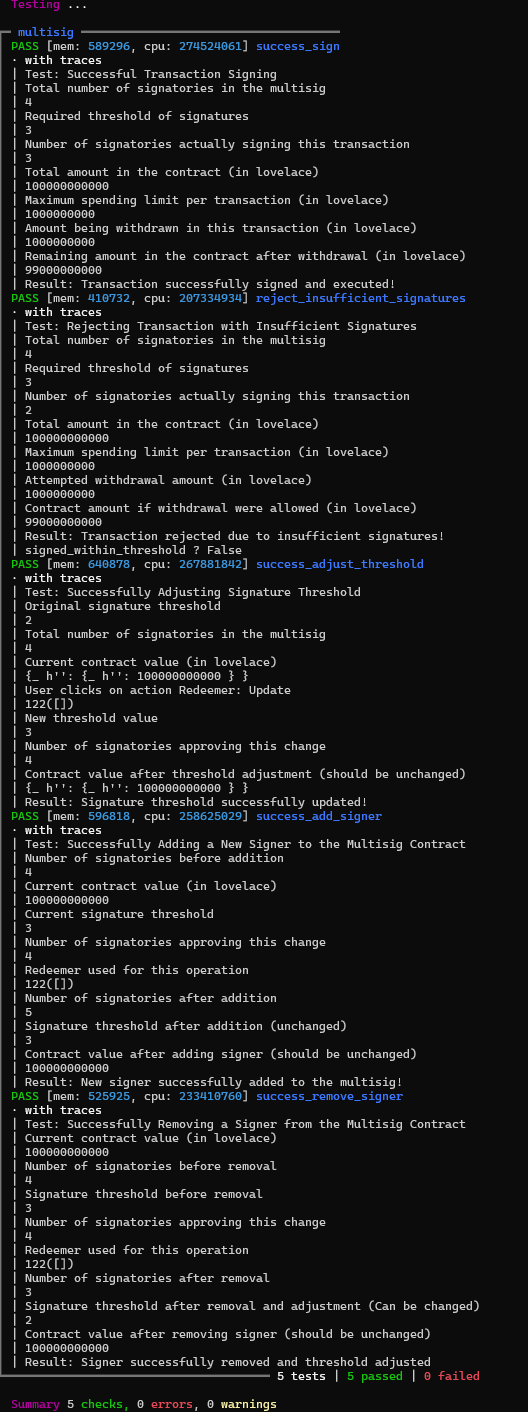 Testing ...
multisig
PASS [mem: 589296, cpu: 274524061] success_sign
· with traces
| Test: Successful Transaction Signing
| Total number of signatories in the multisig
| 4
| Required threshold of signatures
| 3
| Number of signatories actually signing this transaction
| 3
| Total amount in the contract (in lovelace)
| 100000000000
| Maximum spending limit per transaction (in lovelace)
| 1000000000
| Amount being withdrawn in this transaction (in lovelace)
| 1000000000
| Remaining amount in the contract after withdrawal (in lovelace)
| 99000000000
| Result: Transaction successfully signed and executed!
PASS [mem: 410732, cpu: 207334934] reject_insufficient_signatures
· with traces
| Test: Rejecting Transaction with Insufficient Signatures
| Total number of signatories in the multisig
| 4
| Required threshold of signatures
| 3
| Number of signatories actually signing this transaction
| 2
| Total amount in the contract (in lovelace)
| 100000000000
| Maximum spending limit per transaction (in lovelace)
| 1000000000
| Attempted withdrawal amount (in lovelace)
| 1000000000
| Contract amount if withdrawal were allowed (in lovelace)
| 99000000000
| Result: Transaction rejected due to insufficient signatures!
| signed_within_threshold ? False
PASS [mem: 640878, cpu: 267881842] success_adjust_threshold
· with traces
| Test: Successfully Adjusting Signature Threshold
| Original signature threshold
| 2
| Total number of signatories in the multisig
| 4
| Current contract value (in lovelace)
| {_ h'': {_ h'': 100000000000 } }
| User clicks on action Redeemer: Update
| 122([])
| New threshold value
| 3
| Number of signatories approving this change
| 4
| Contract value after threshold adjustment (should be unchanged)
| {_ h'': {_ h'': 100000000000 } }
| Result: Signature threshold successfully updated!
PASS [mem: 596818, cpu: 258625029] success_add_signer
· with traces
| Test: Successfully Adding a New Signer to the Multisig Contract
| Number of signatories before addition
| 4
| Current contract value (in lovelace)
| 100000000000
| Current signature threshold
| 3
| Number of signatories approving this change
| 4
| Redeemer used for this operation
| 122([])
| Number of signatories after addition
| 5
| Signature threshold after addition (unchanged)
| 3
| Contract value after adding signer (should be unchanged)
| 100000000000
| Result: New signer successfully added to the multisig!
PASS [mem: 525925, cpu: 233410760] success_remove_signer
· with traces
| Test: Successfully Removing a Signer from the Multisig Contract
| Current contract value (in lovelace)
| 100000000000
| Number of signatories before removal
| 4
| Signature threshold before removal
| 3
| Number of signatories approving this change
| 4
| Redeemer used for this operation
| 122([])
| Number of signatories after removal
| 3
| Signature threshold after removal and adjustment (Can be changed)
| 2
| Contract value after removing signer (should be unchanged)
| 100000000000
| Result: Signer successfully removed and threshold adjusted
5 tests | 5 passed | 0 failed
Summary 5 checks, 0 errors, 0 warnings